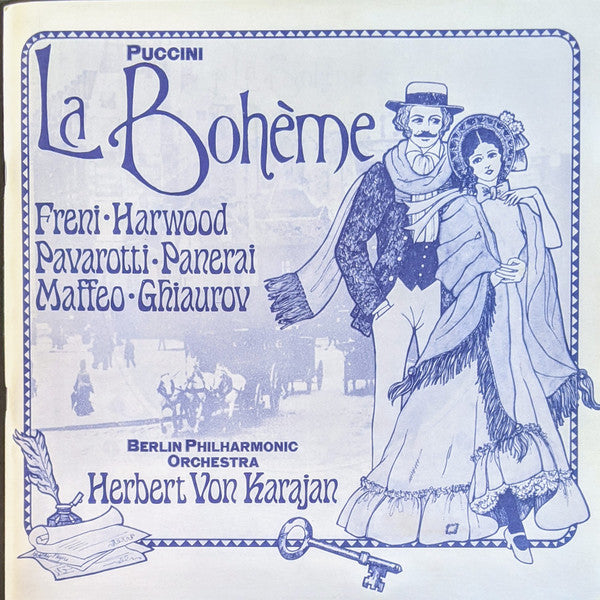 Puccini
La Bohème
Freni · Harwood
Pavarotti · Panerai
Maffeo · Ghiaurov
Berlin Philharmonic
Orchestra
Herbert Von Karajan